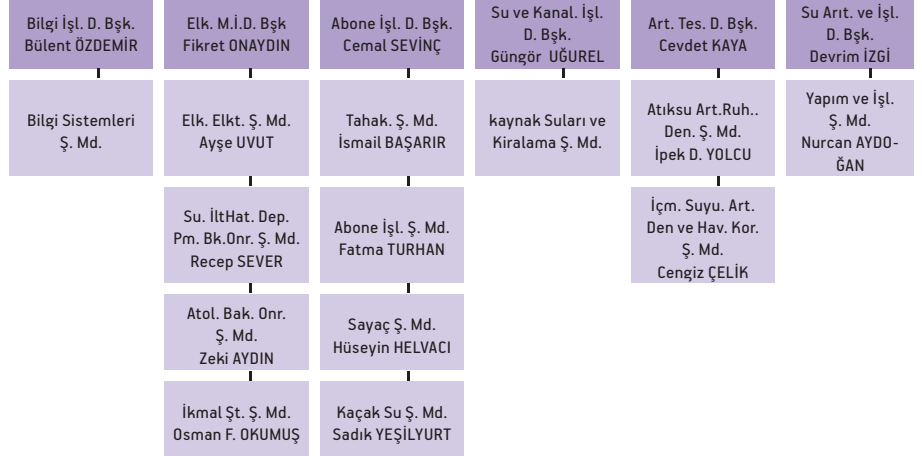 Bilgi İşl. D. Bşk.
Bülent ÖZDEMİR
Bilgi Sistemleri
Ş. Md.
Elk. M.İ.D. Bşk
Fikret ONAYDIN
Elk. Elkt. Ş. Md.
Ayşe UVUT
Su. İltHat. Dep.
Pm. Bk.Onr. Ş. Md.
Recep SEVER
Atol. Bak. Onr.
Ş. Md.
Zeki AYDIN
İkmal Şt. Ş. Md.
Osman F. OKUMUŞ
Abone İşl. D. Bşk.
Cemal SEVİNÇ
Tahak. Ş. Md.
İsmail BAŞARIR
Abone İşl. Ş. Md.
Fatma TURHAN
Sayaç Ş. Md.
Hüseyin HELVACI
Kaçak Su Ş. Md.
Sadık YEŞİLYURT
Su ve Kanal. İşl.
D. Bşk.
Güngör UĞUREL
kaynak Suları ve
Kiralama Ş. Md.
Art. Tes. D. Bşk.
Cevdet KAYA
Atıksu Art.Ruh..
Den. Ş. Md.
İpek D. YOLCU
İçm. Suyu. Art.
Den ve Hav. Kor.
Ş. Md.
Cengiz ÇELİK
Su Arıt. ve İşl.
D. Bşk.
Devrim İZGİ
Yapım ve İşl.
Ş. Md.
Nurcan AYDO-
ĞAN